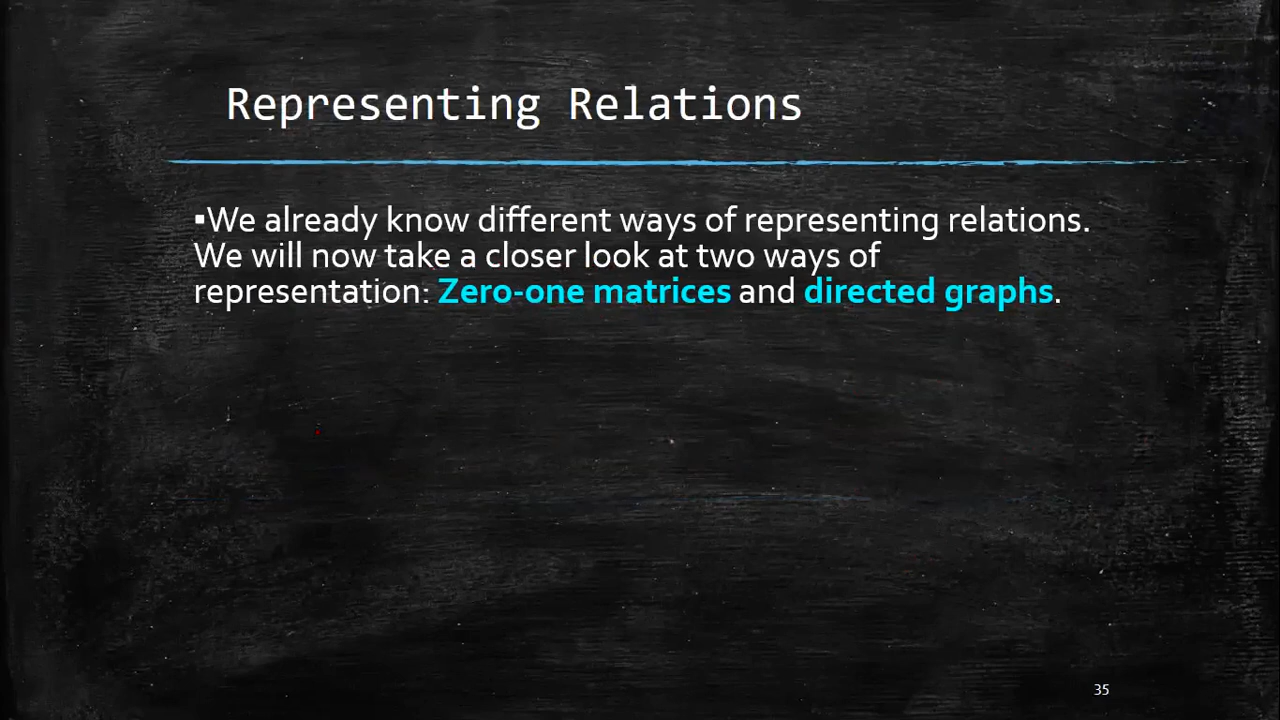 Representing Relations
▪We already know different ways of representing relations.
We will now take a closer look at two ways of
representation: Zero-one matrices and directed graphs.
35